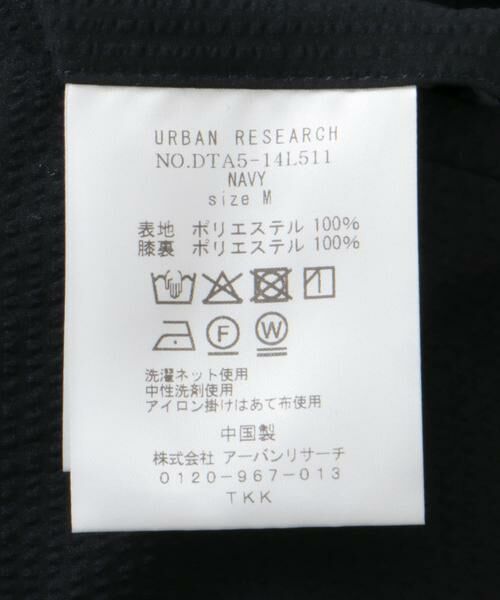 URBAN RESEARCH
NO.DTA5-14L511
NAVY
size M
表地 ポリエステル 100%
膝裏 ポリエステル 100%
F W
洗濯ネット使用
中性洗剤使用
アイロン掛けはあて布使用
中国製
株式会社 アーバンリサーチ
0120-967-013
TKK